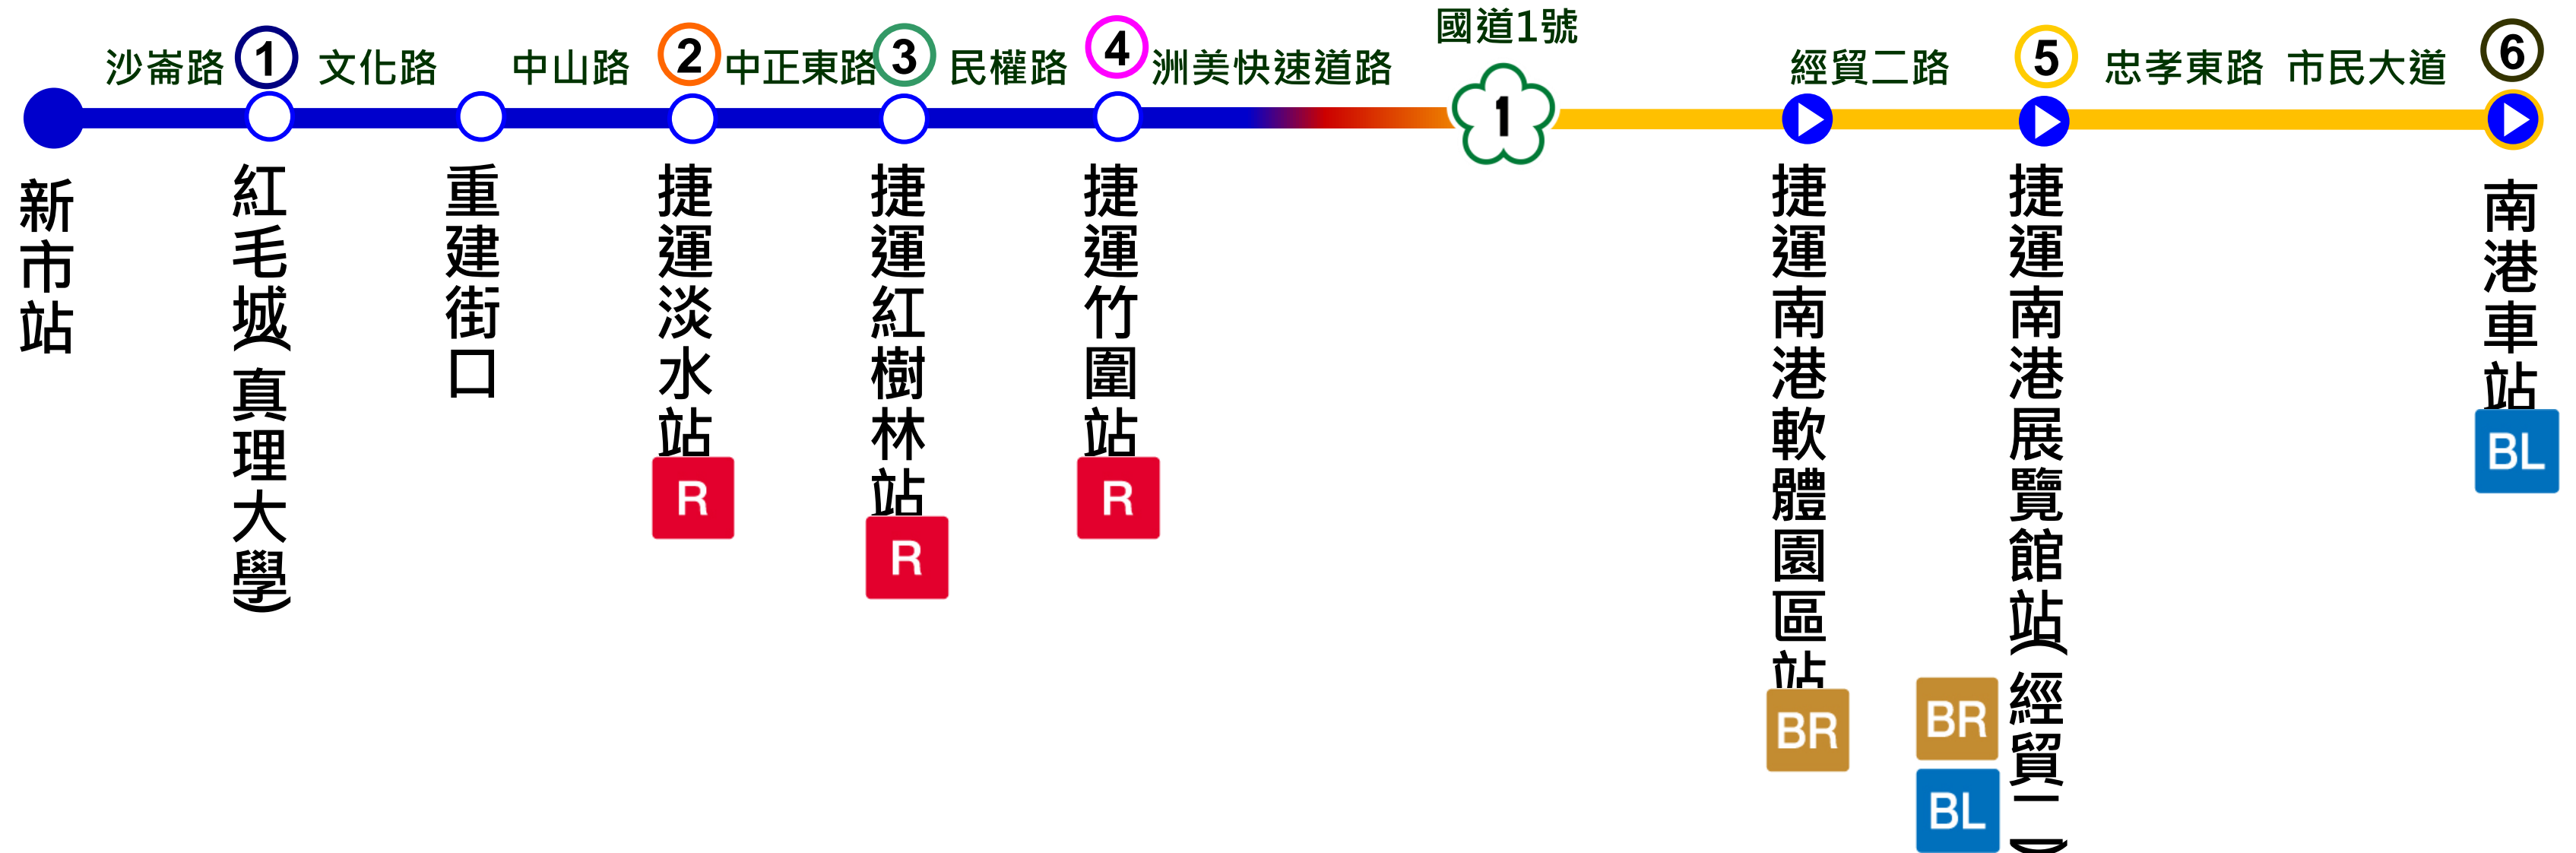 沙崙路
1
文化路
中山路
2
中正東路
3
民權路
4
洲美快速道路
國道1號
1
經貿二路
5
忠孝東路
市民大道
6
新市站
紅毛城(真理大學)
重建街口
捷運淡水站
R
捷運紅樹林站
R
捷運竹圍站
R
捷運南港軟體園區站
BR
捷運南港展覽館站(經貿二)
BR
BL
南港車站
BL